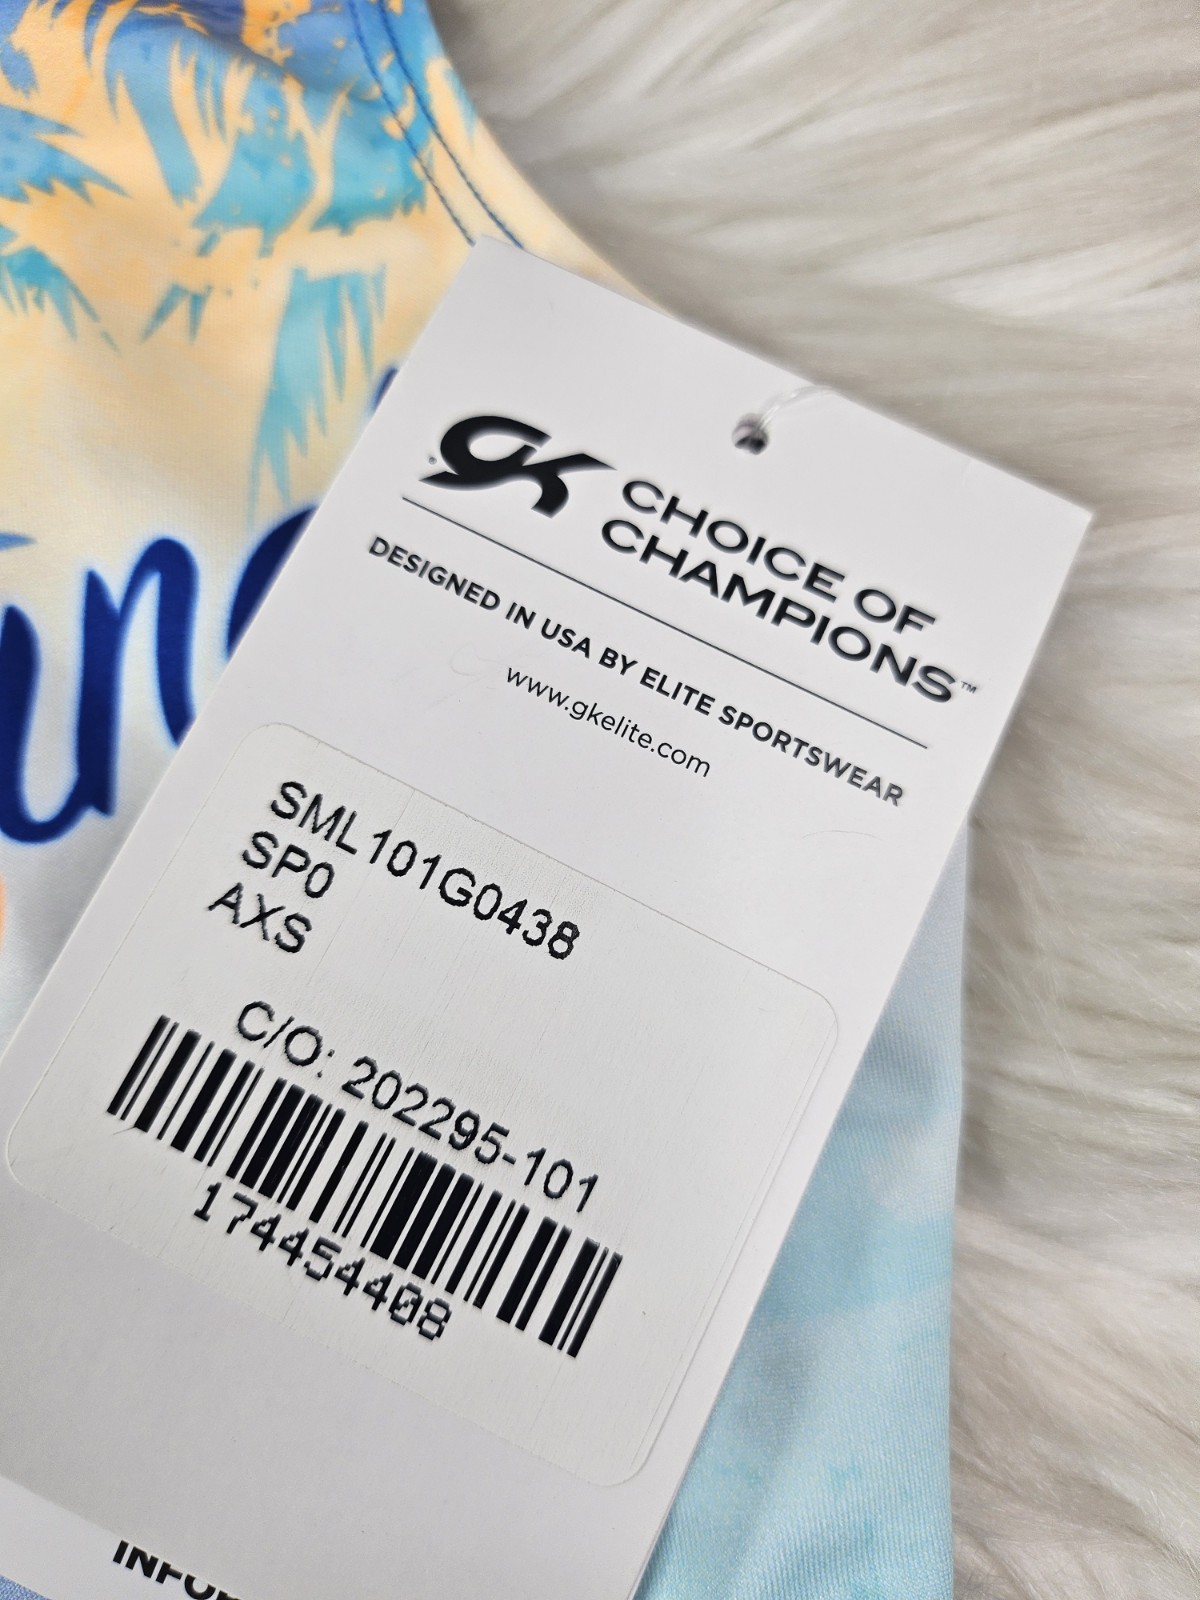 GK CHOICE OF
CHAMPIONS™
DESIGNED IN USA BY ELITE SPORTSWEAR
www.gkelite.com
SML101G0438
SP0
AXS
C/O: 202295-101
174454408